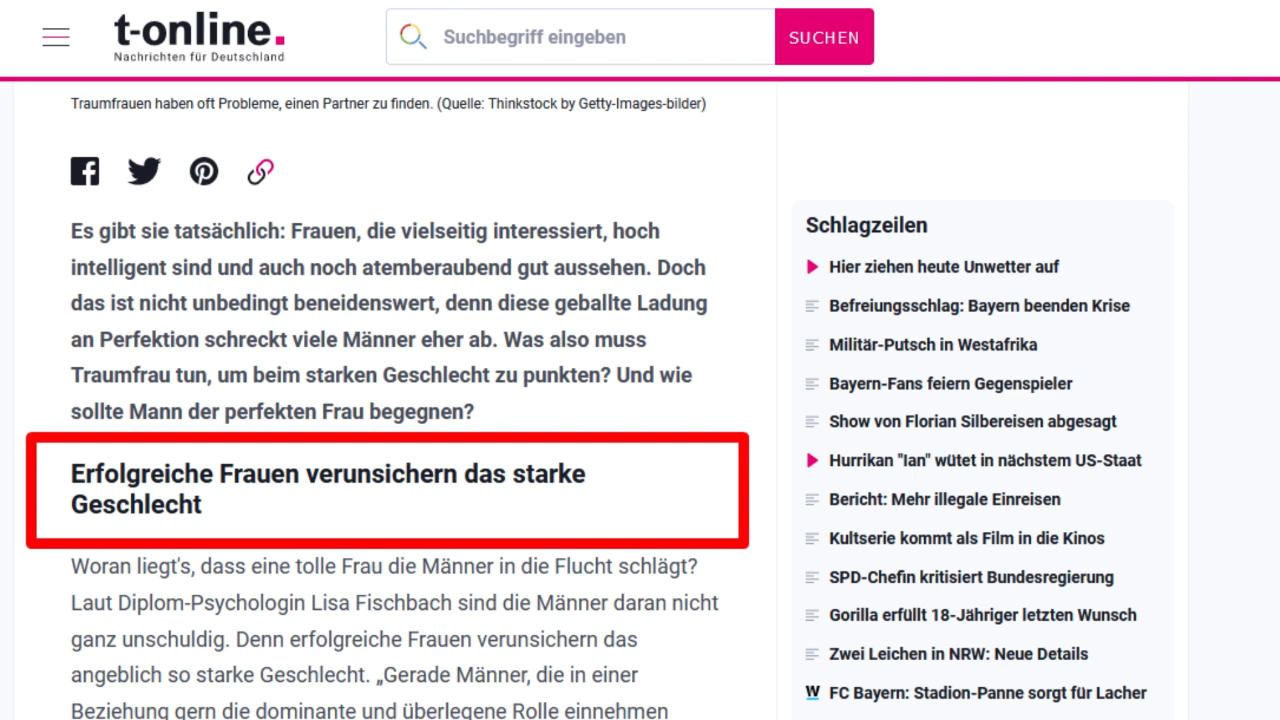 t-online.
Nachrichten für Deutschland
Suchbegriff eingeben
SUCHEN
Traumfrauen haben oft Probleme, einen Partner zu finden. (Quelle: Thinkstock by Getty-Images-bilder)
Es gibt sie tatsächlich: Frauen, die vielseitig interessiert, hoch
intelligent sind und auch noch atemberaubend gut aussehen. Doch
das ist nicht unbedingt beneidenswert, denn diese geballte Ladung
an Perfektion schreckt viele Männer eher ab. Was also muss
Traumfrau tun, um beim starken Geschlecht zu punkten? Und wie
sollte Mann der perfekten Frau begegnen?
Erfolgreiche Frauen verunsichern das starke
Geschlecht
Woran liegt's, dass eine tolle Frau die Männer in die Flucht schlägt?
Laut Diplom-Psychologin Lisa Fischbach sind die Männer daran nicht
ganz unschuldig. Denn erfolgreiche Frauen verunsichern das
angeblich so starke Geschlecht. „Gerade Männer, die in einer
Beziehung gern die dominante und überlegene Rolle einnehmen
Schlagzeilen
Hier ziehen heute Unwetter auf
Befreiungsschlag: Bayern beenden Krise
Militär-Putsch in Westafrika
Bayern-Fans feiern Gegenspieler
Show von Florian Silbereisen abgesagt
Hurrikan "Ian" wütet in nächstem US-Staat
Bericht: Mehr illegale Einreisen
Kultserie kommt als Film in die Kinos
SPD-Chefin kritisiert Bundesregierung
Gorilla erfüllt 18-Jähriger letzten Wunsch
Zwei Leichen in NRW: Neue Details
W FC Bayern: Stadion-Panne sorgt für Lacher